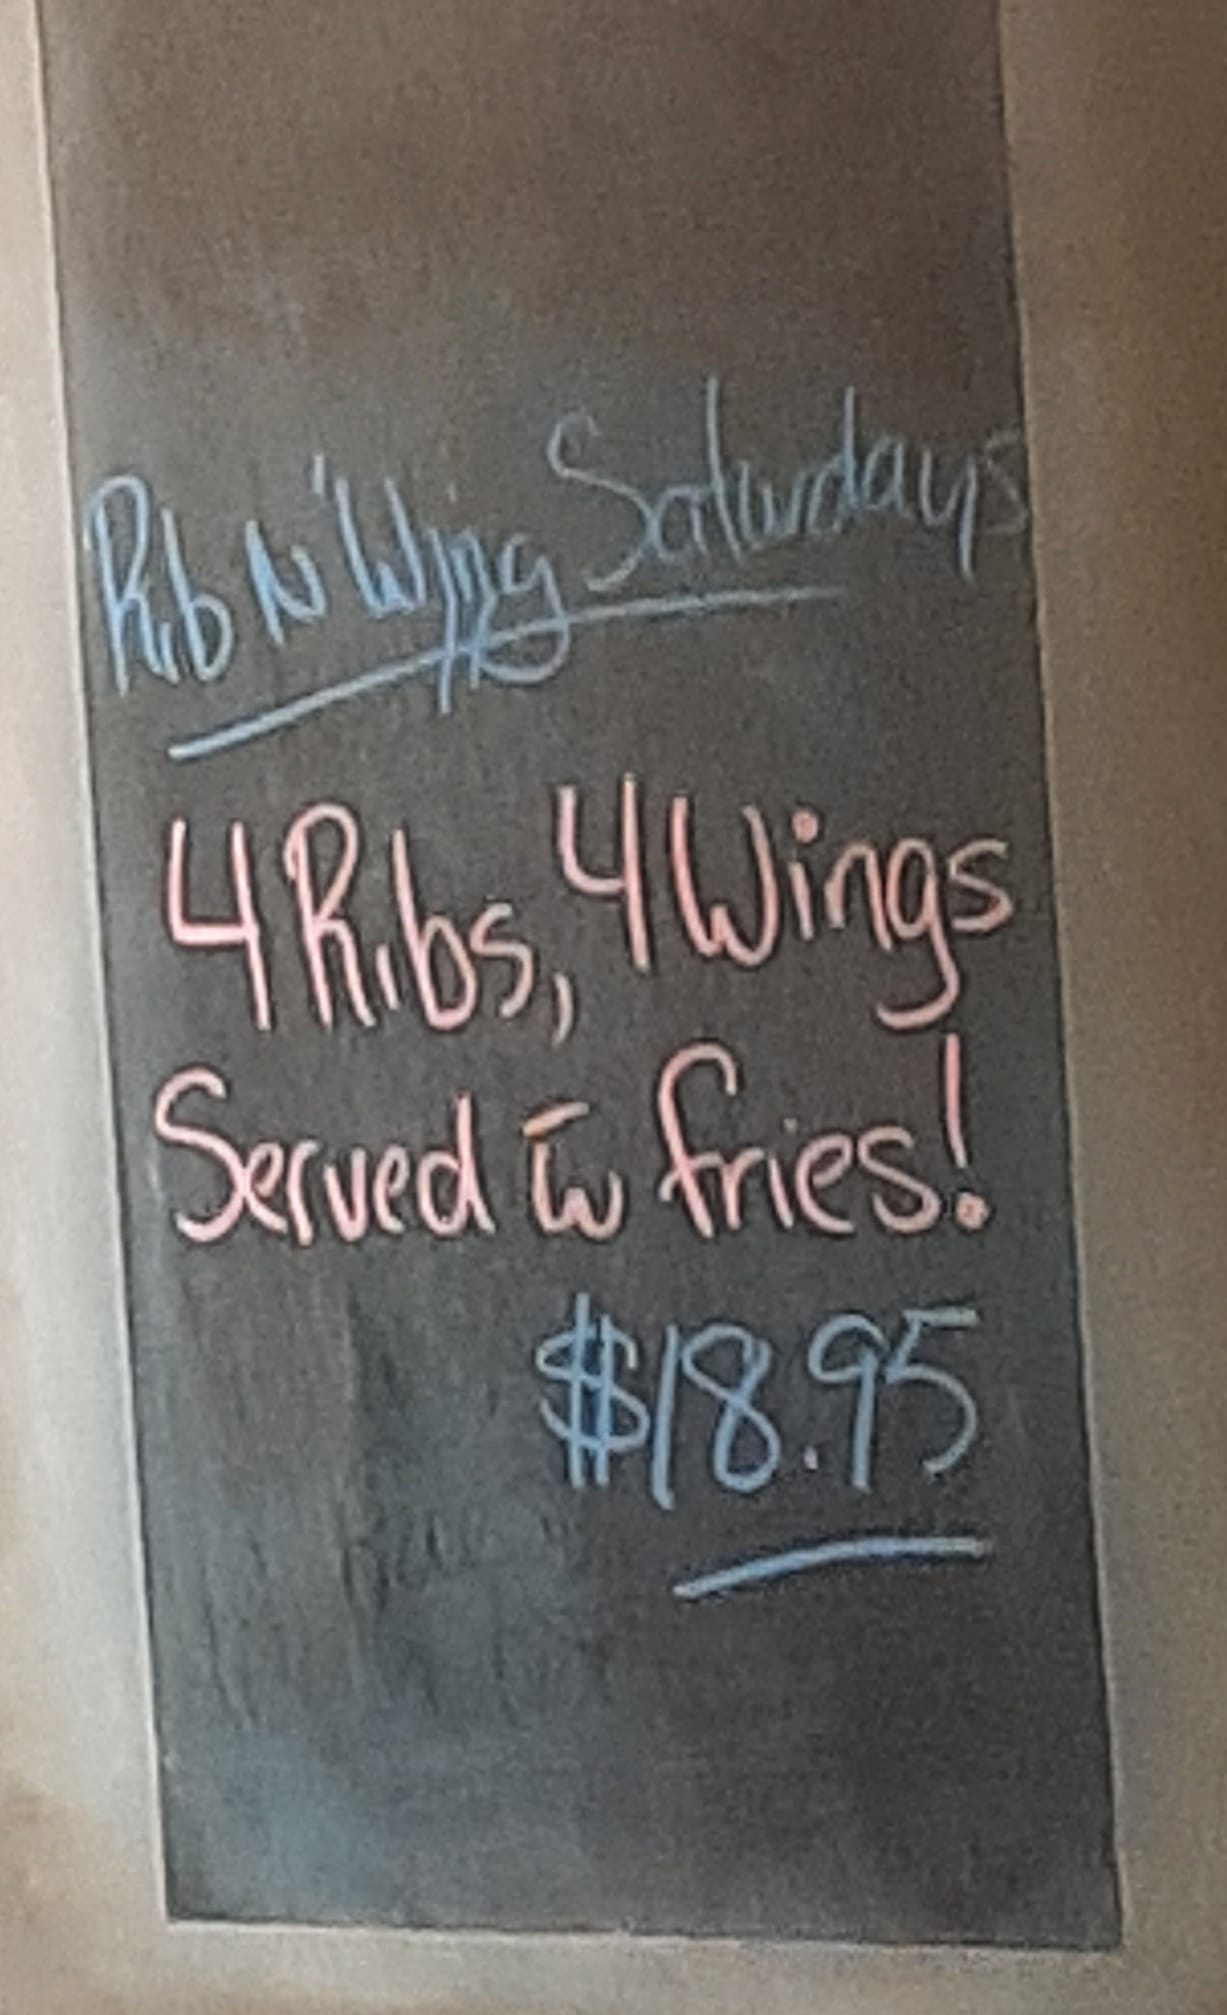 Rib N' Wing Saturdays
4 Ribs, 4 Wings
Served w̄ fries!
$18.95